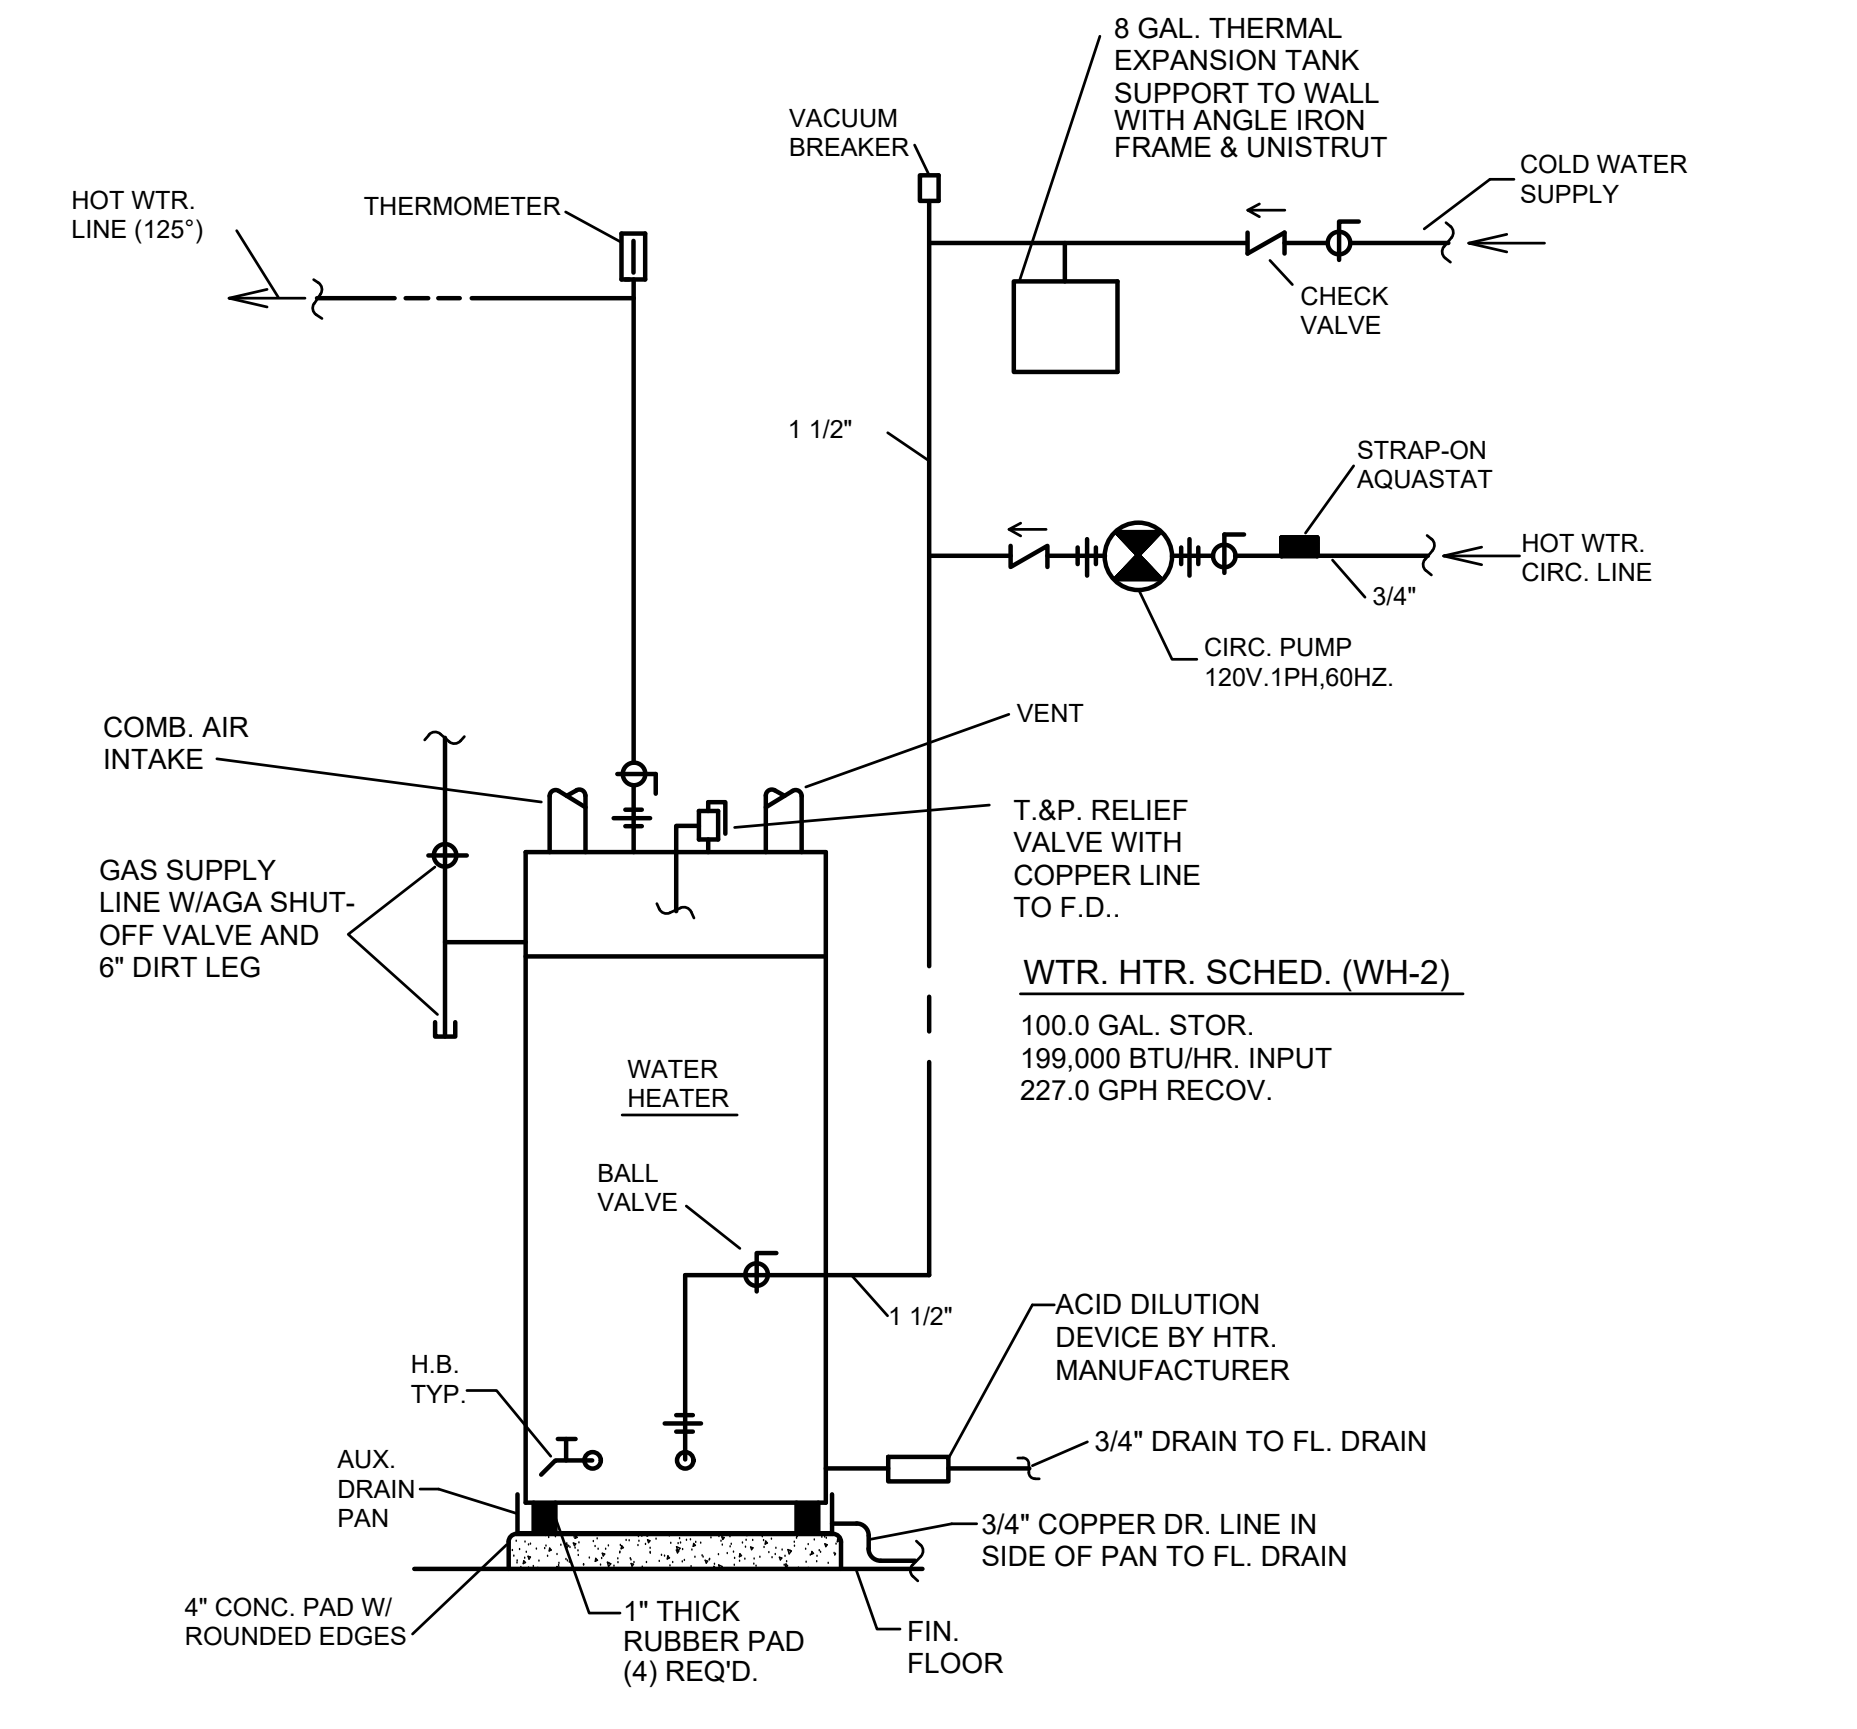 8 GAL. THERMAL
EXPANSION TANK
SUPPORT TO WALL
WITH ANGLE IRON
FRAME & UNISTRUT
VACUUM
BREAKER
COLD WATER
SUPPLY
HOT WTR.
LINE (125°)
THERMOMETER
CHECK
VALVE
1 1/2"
STRAP-ON
AQUASTAT
HOT WTR.
CIRC. LINE
3/4"
CIRC. PUMP
120V.1PH,60HZ.
VENT
COMB. AIR
INTAKE
T.&P. RELIEF
VALVE WITH
COPPER LINE
TO F.D..
GAS SUPPLY
LINE W/AGA SHUT-
OFF VALVE AND
6" DIRT LEG
WTR. HTR. SCHED. (WH-2)
100.0 GAL. STOR.
199,000 BTU/HR. INPUT
227.0 GPH RECOV.
WATER
HEATER
BALL
VALVE
1 1/2"
ACID DILUTION
DEVICE BY HTR.
MANUFACTURER
H.B.
TYP.
3/4" DRAIN TO FL. DRAIN
AUX.
DRAIN
PAN
3/4" COPPER DR. LINE IN
SIDE OF PAN TO FL. DRAIN
4" CONC. PAD W/
ROUNDED EDGES
1" THICK
RUBBER PAD
(4) REQ'D.
FIN.
FLOOR